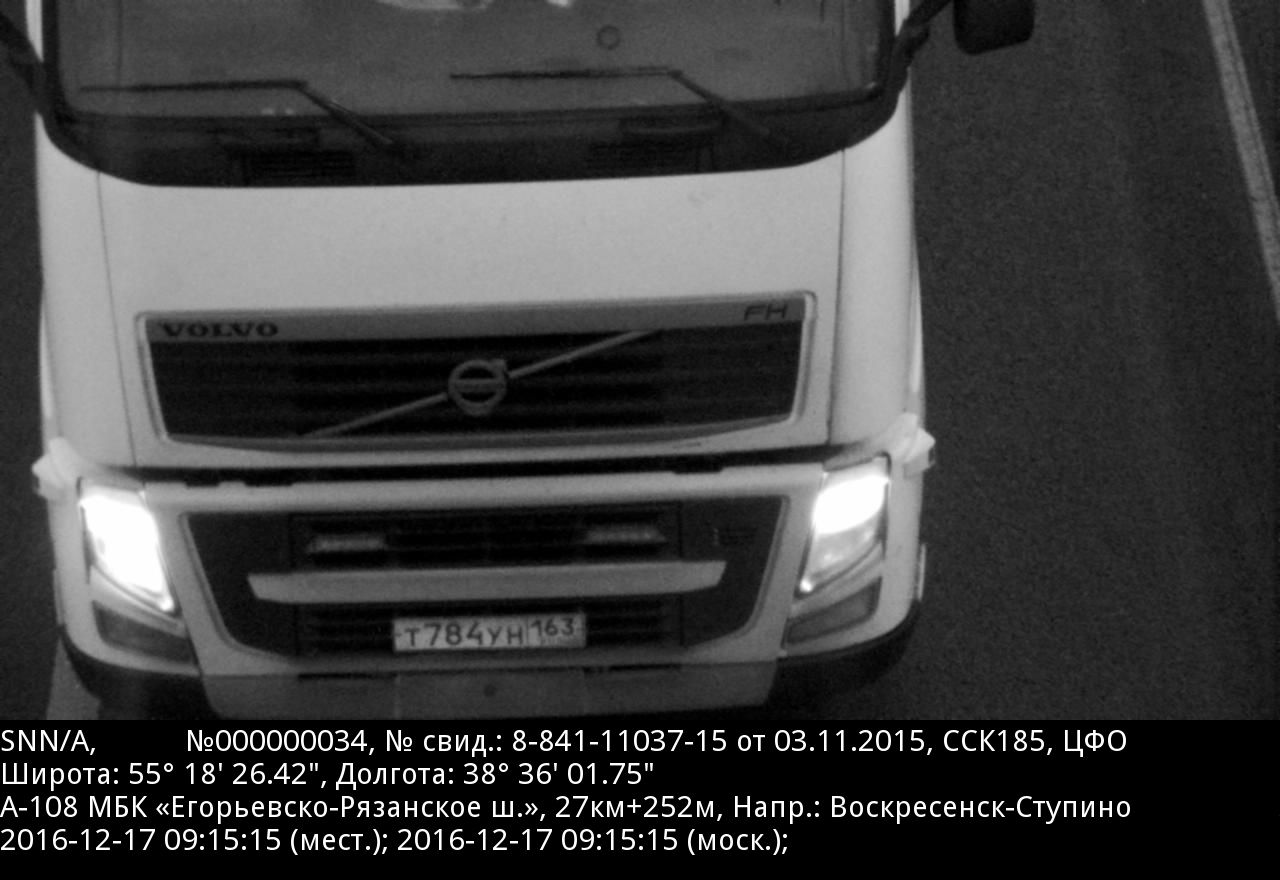 VOLVO
FH
Т784УН 163
SNN/A, №000000034, № свид.: 8-841-11037-15 от 03.11.2015, ССК185, ЦФО
Широта: 55° 18' 26.42", Долгота: 38° 36' 01.75"
А-108 МБК «Егорьевско-Рязанское ш.», 27км+252м, Напр.: Воскресенск-Ступино
2016-12-17 09:15:15 (мест.); 2016-12-17 09:15:15 (моск.);